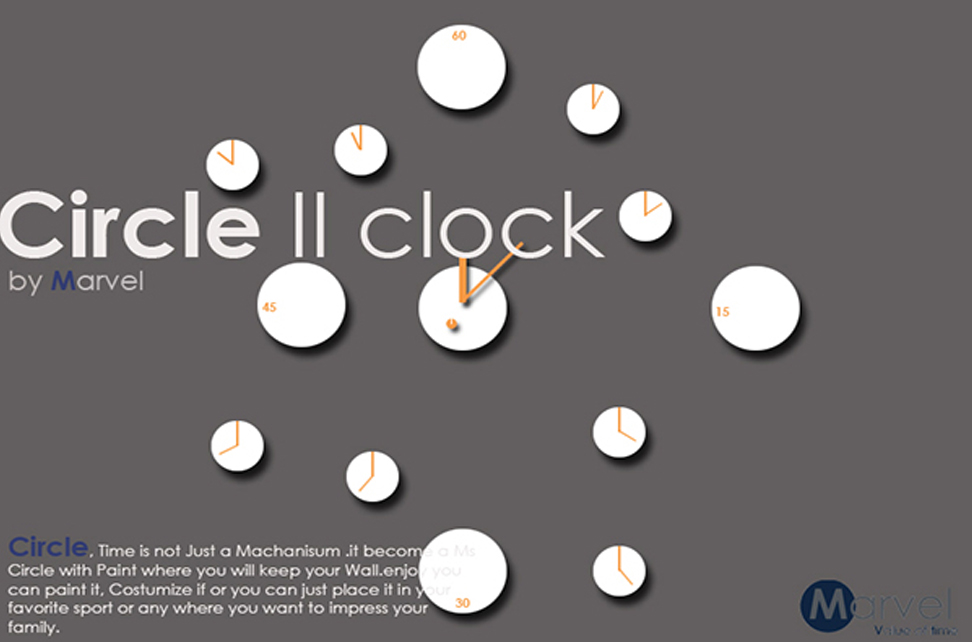 60
Circle II clock
by Marvel
45
15
Circle, Time is not Just a Machanisum .it become a Ms
Circle with Paint where you will keep your Wall.enjoy you
can paint it, Costumize if or you can just place it in your
favorite sport or any where you want to impress your
family.
30
Marvel
Value of time